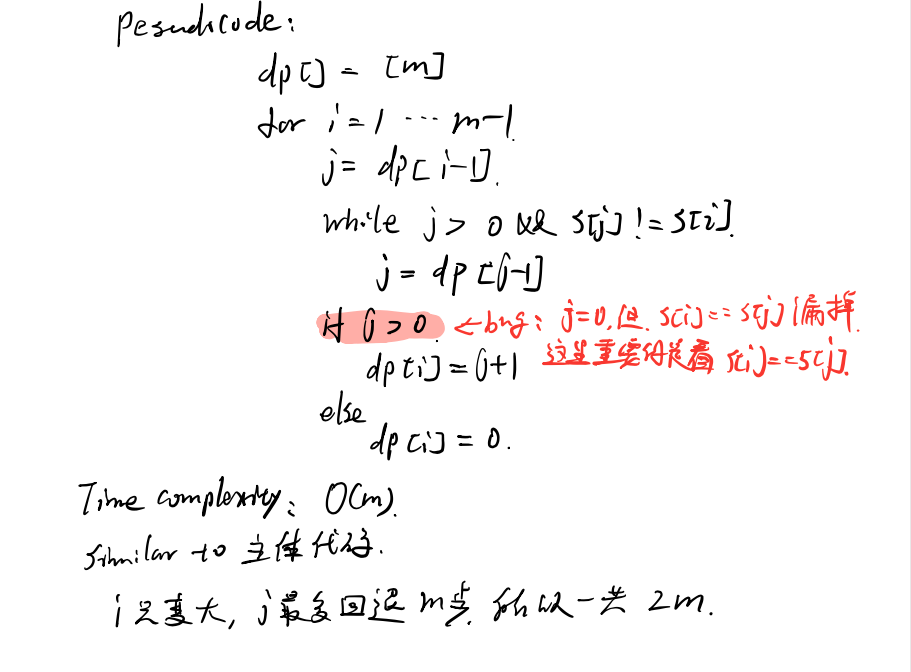 Pesudicode:
dp[] = [m]
for i = 1 ... m-1.
j = dp[i-1].
while j > 0 && s[j] != s[i].
j = dp[j-1]
if j > 0. ←bug: j=0, 但 s[i] == s[j] 漏掉.
dp[i] = j+1 这里重要的是看 s[i]==s[j].
else
dp[i] = 0.
Time complexity: O(m).
Similar to 主体代码.
i 只变大, j 最多回退 m步. 所以一共 2m.